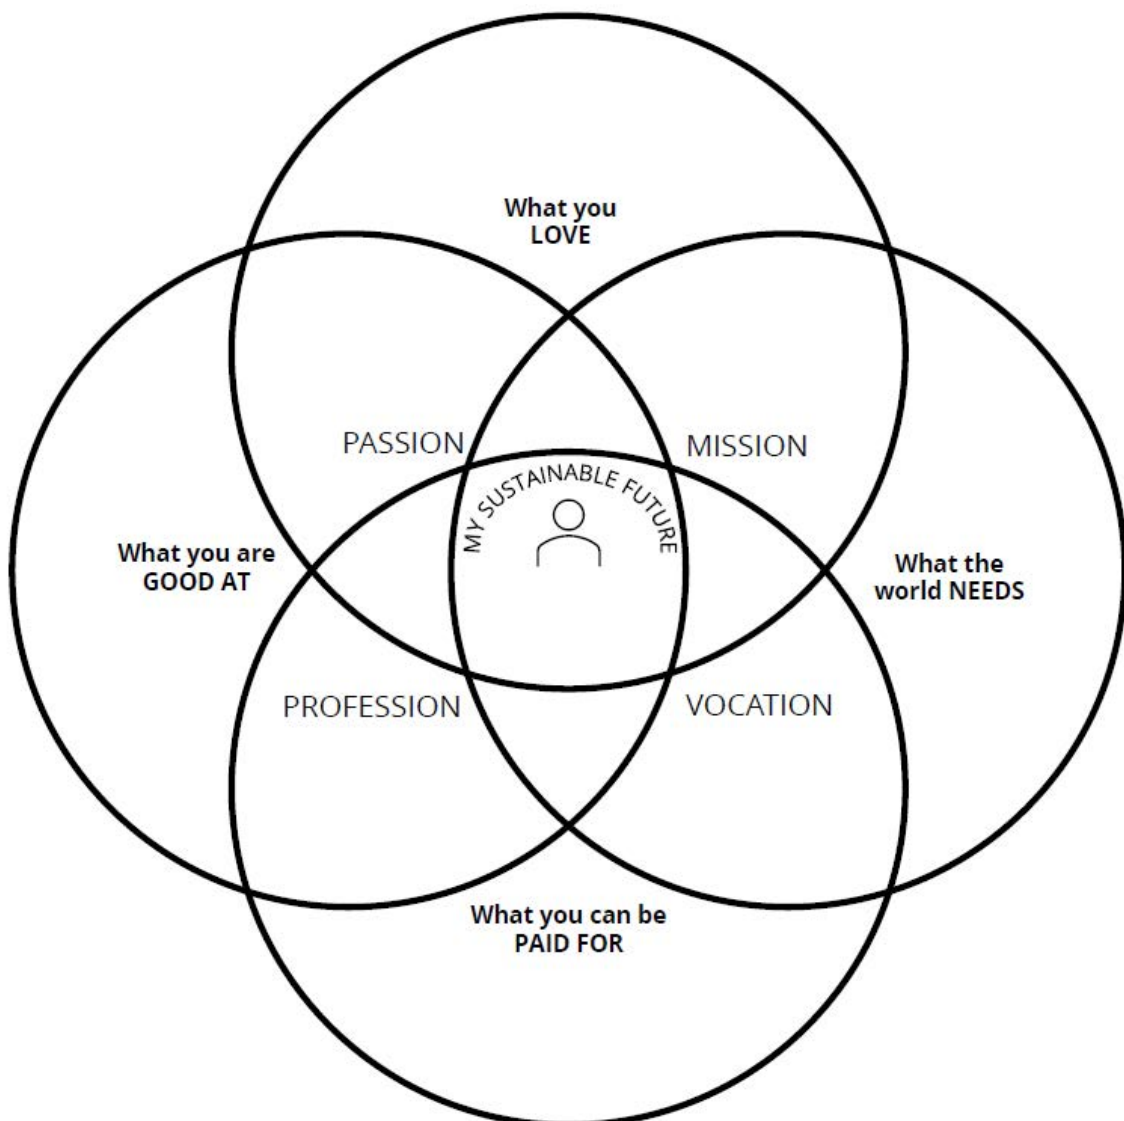 What you
LOVE
PASSION
MISSION
MY SUSTAINABLE FUTURE
What you are
GOOD AT
What the
world NEEDS
PROFESSION
VOCATION
What you can be
PAID FOR